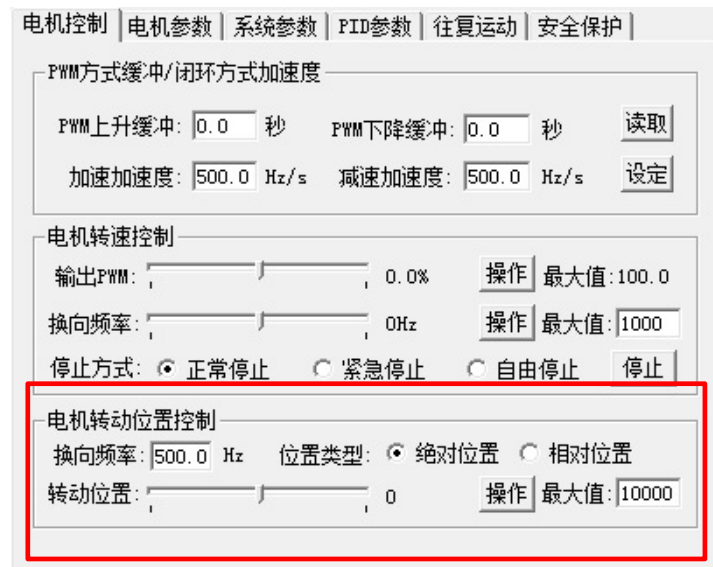 电机控制 电机参数 系统参数 PID参数 往复运动 安全保护
PWM方式缓冲/闭环方式加速度
PWM上升缓冲: 0.0 秒 PWM下降缓冲: 0.0 秒 读取
加速加速度: 500.0 Hz/s 减速加速度: 500.0 Hz/s 设定
电机转速控制
输出PWM: 0.0% 操作 最大值:100.0
换向频率: 0Hz 操作 最大值: 1000
停止方式: 正常停止 紧急停止 自由停止 停止
电机转动位置控制
换向频率: 500.0 Hz 位置类型: 绝对位置 相对位置
转动位置: 0 操作 最大值: 10000